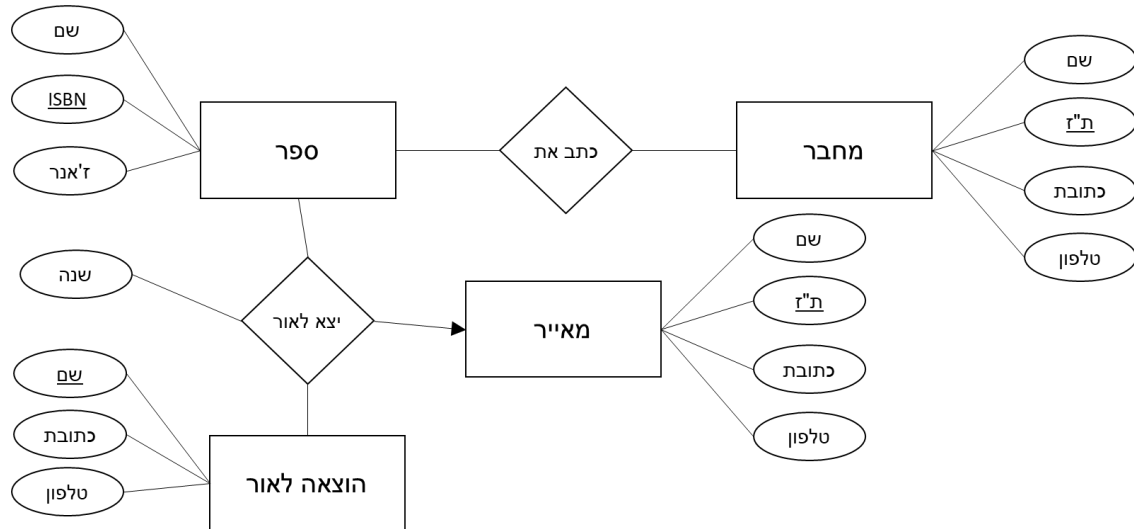 שם
ISBN
ז'אנר
ספר
כתב את
מחבר
שם
ת"ז
כתובת
טלפון
שנה
יצא לאור
מאייר
שם
ת"ז
כתובת
טלפון
שם
כתובת
טלפון
הוצאה לאור